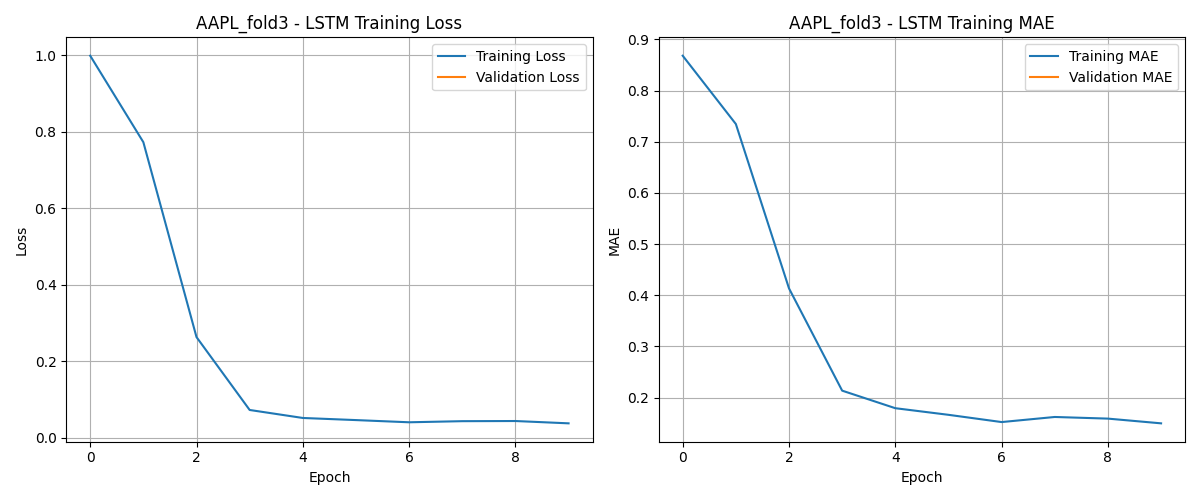 AAPL_fold3 - LSTM Training Loss
Training Loss
Validation Loss
1.0
0.8
0.6
0.4
0.2
0.0
Loss
0 2 4 6 8
Epoch
AAPL_fold3 - LSTM Training MAE
Training MAE
Validation MAE
0.9
0.8
0.7
0.6
0.5
0.4
0.3
0.2
MAE
0 2 4 6 8
Epoch